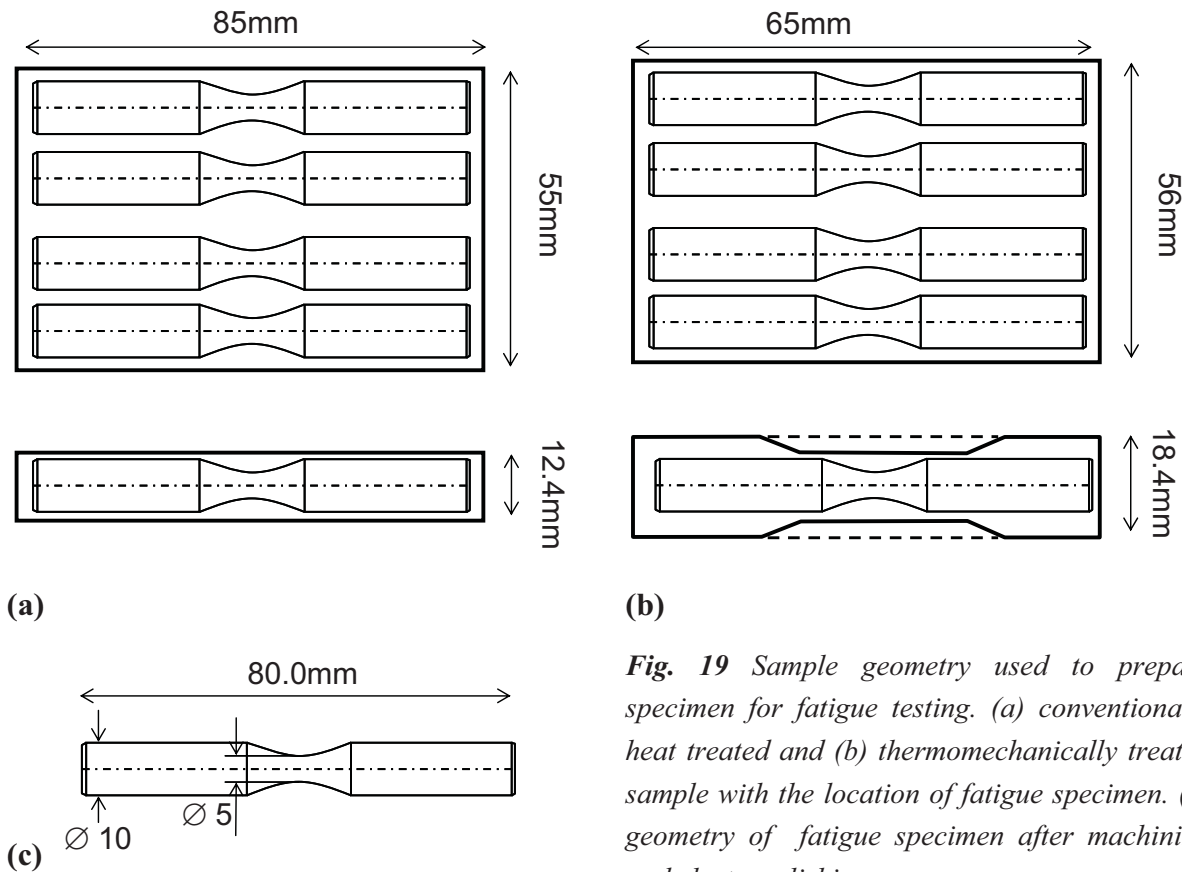 85mm
55mm
12.4mm
(a)
65mm
56mm
18.4mm
(b)
80.0mm
Ø 10
Ø 5
(c)
Fig. 19 Sample geometry used to prepa
specimen for fatigue testing. (a) conventiona
heat treated and (b) thermomechanically treat
sample with the location of fatigue specimen. (
geometry of fatigue specimen after machini